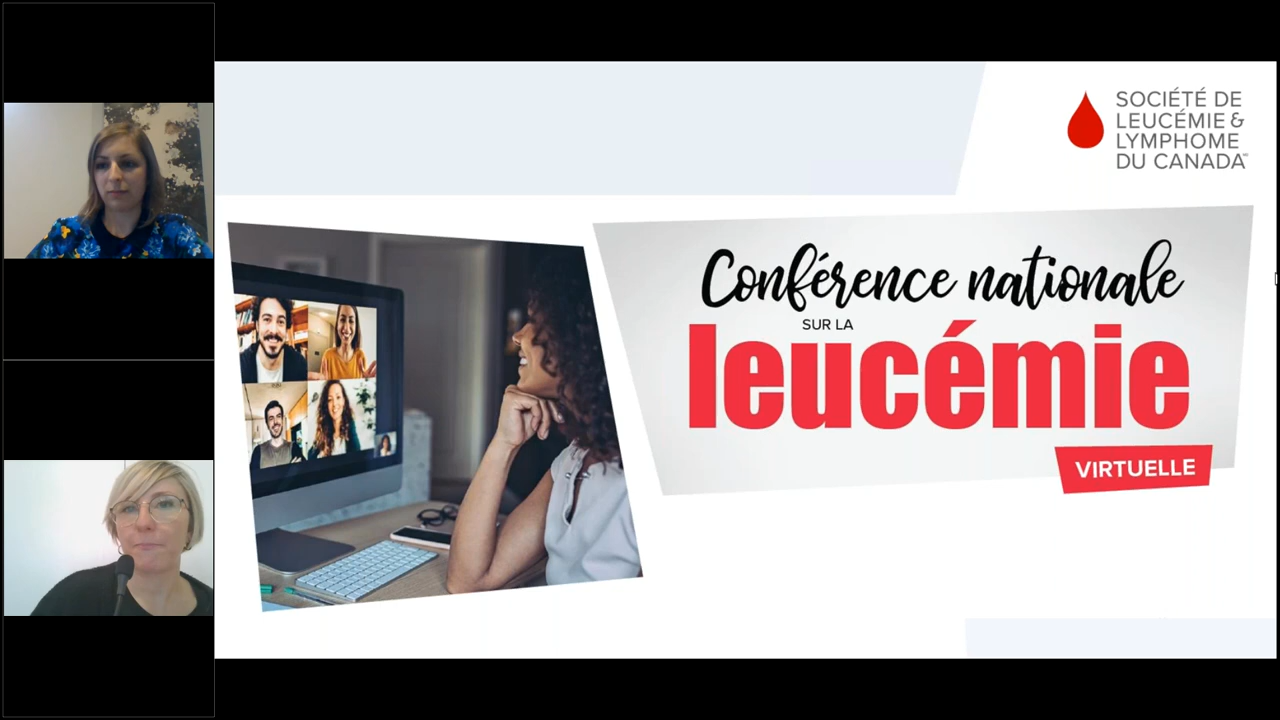 SOCIÉTÉ DE
LEUCÉMIE &
LYMPHOME
DU CANADA
Conférence nationale
SUR LA
leucémie
VIRTUELLE